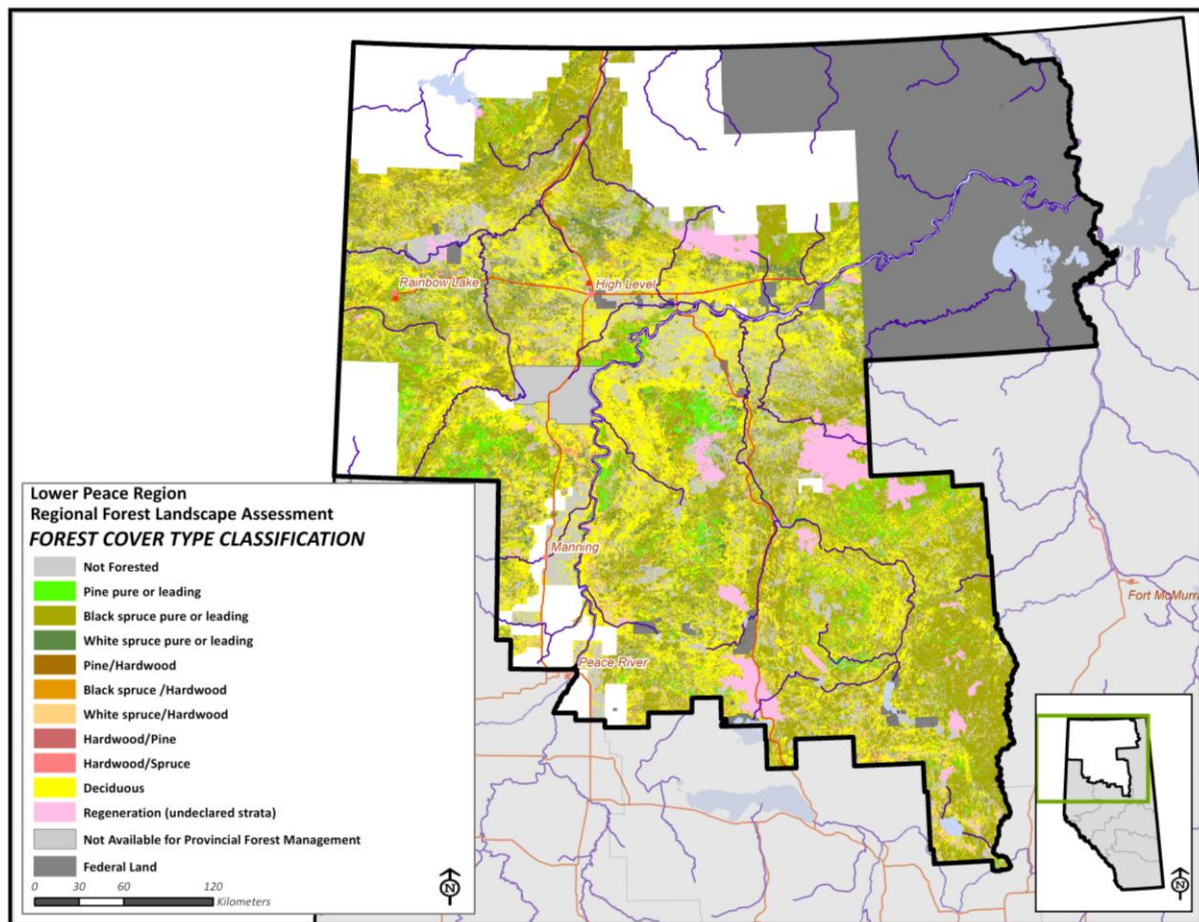 Rainbow Lake
High Level
Manning
Peace River
Fort McMurra
Lower Peace Region
Regional Forest Landscape Assessment
FOREST COVER TYPE CLASSIFICATION
Not Forested
Pine pure or leading
Black spruce pure or leading
White spruce pure or leading
Pine/Hardwood
Black spruce /Hardwood
White spruce/Hardwood
Hardwood/Pine
Hardwood/Spruce
Deciduous
Regeneration (undeclared strata)
Not Available for Provincial Forest Management
Federal Land
0 30 60 120
Kilometers
N
N